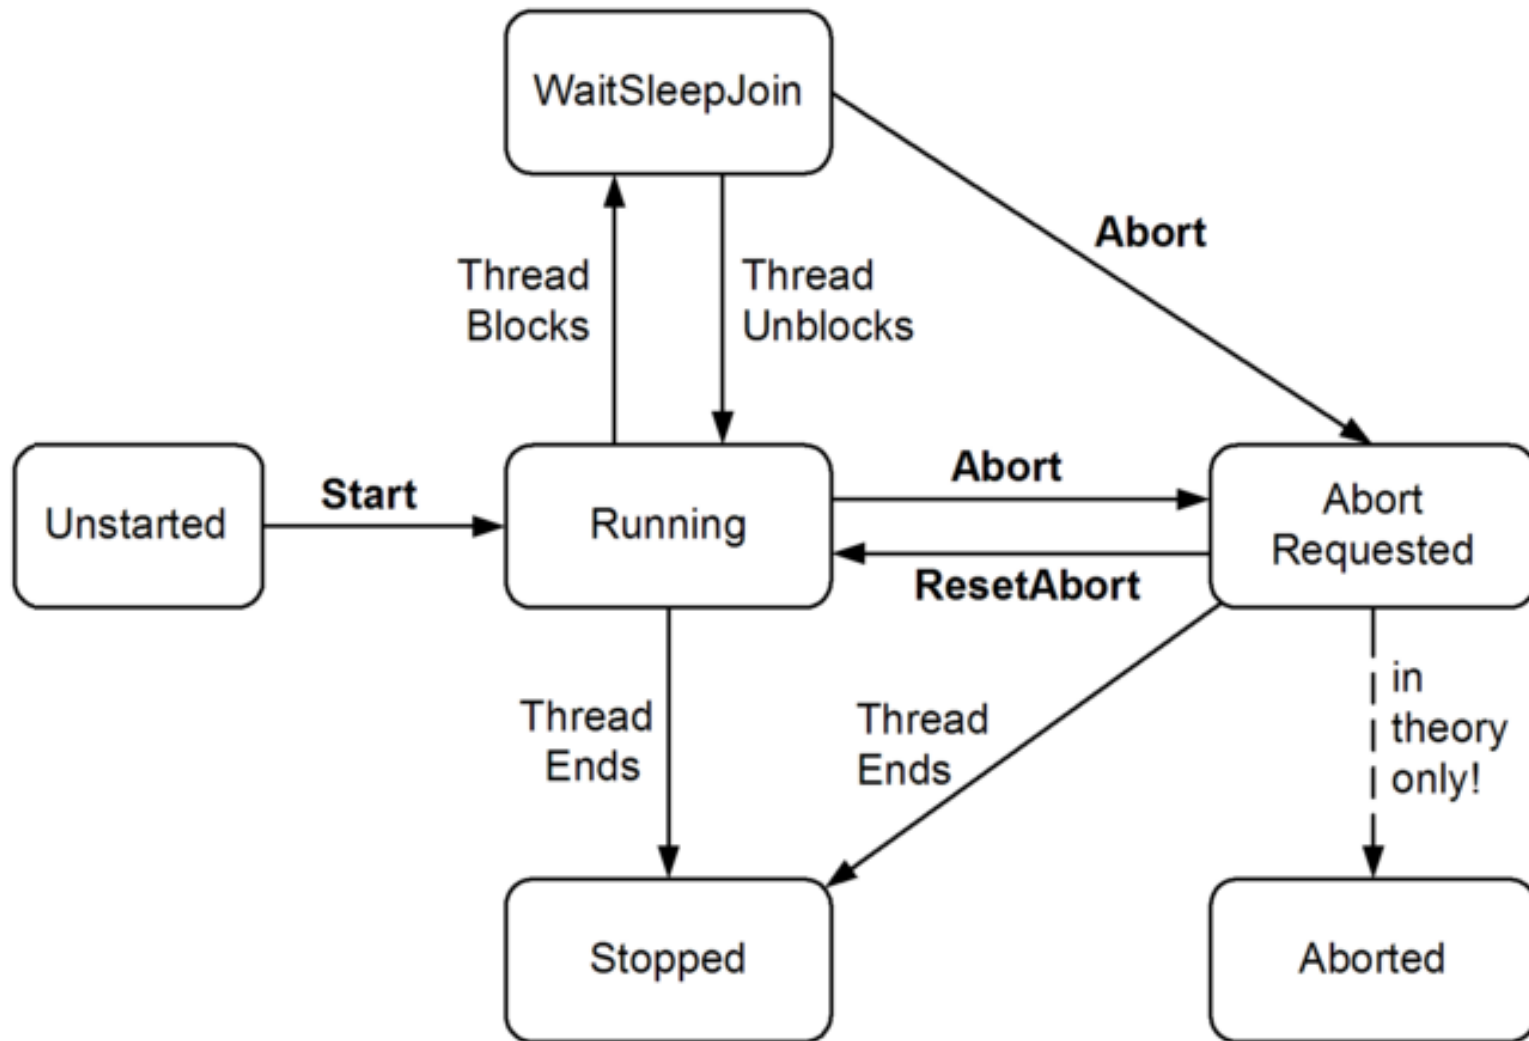 WaitSleepJoin
Abort
Thread
Blocks
Thread
Unblocks
Unstarted
Start
Running
Abort
ResetAbort
Abort
Requested
Thread
Ends
Thread
Ends
in
theory
only!
Stopped
Aborted